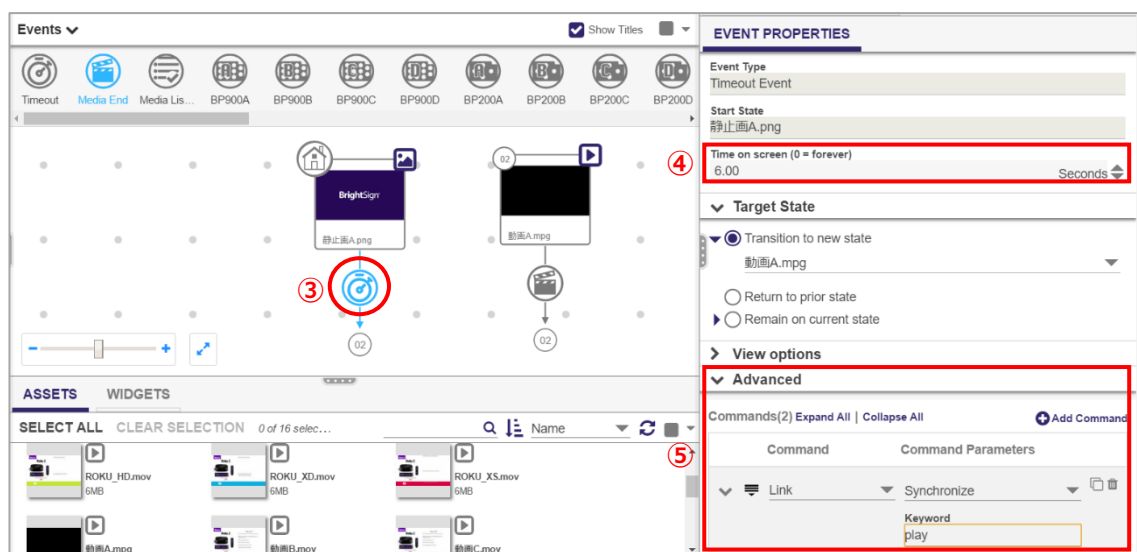 Events
Show Titles
Timeout
Media End
Media Lis...
BP900A
BP900B
BP900C
BP900D
BP200A
BP200B
BP200C
BP200D
02
BrightSign
静止画A.png
動画A.mpg
③
02
02
ASSETS
WIDGETS
SELECT ALL
CLEAR SELECTION
0 of 16 selec...
Name
ROKU_HD.mov
6MB
ROKU_XD.mov
6MB
ROKU_XS.mov
6MB
動画A.mpg
動画B.mov
動画C.mov
EVENT PROPERTIES
Event Type
Timeout Event
Start State
静止画A.png
④
Time on screen (0 = forever)
6.00
Seconds
Target State
Transition to new state
動画A.mpg
Return to prior state
Remain on current state
View options
Advanced
Commands(2) Expand All | Collapse All
Add Command
⑤
Command
Command Parameters
Link
Synchronize
Keyword
play